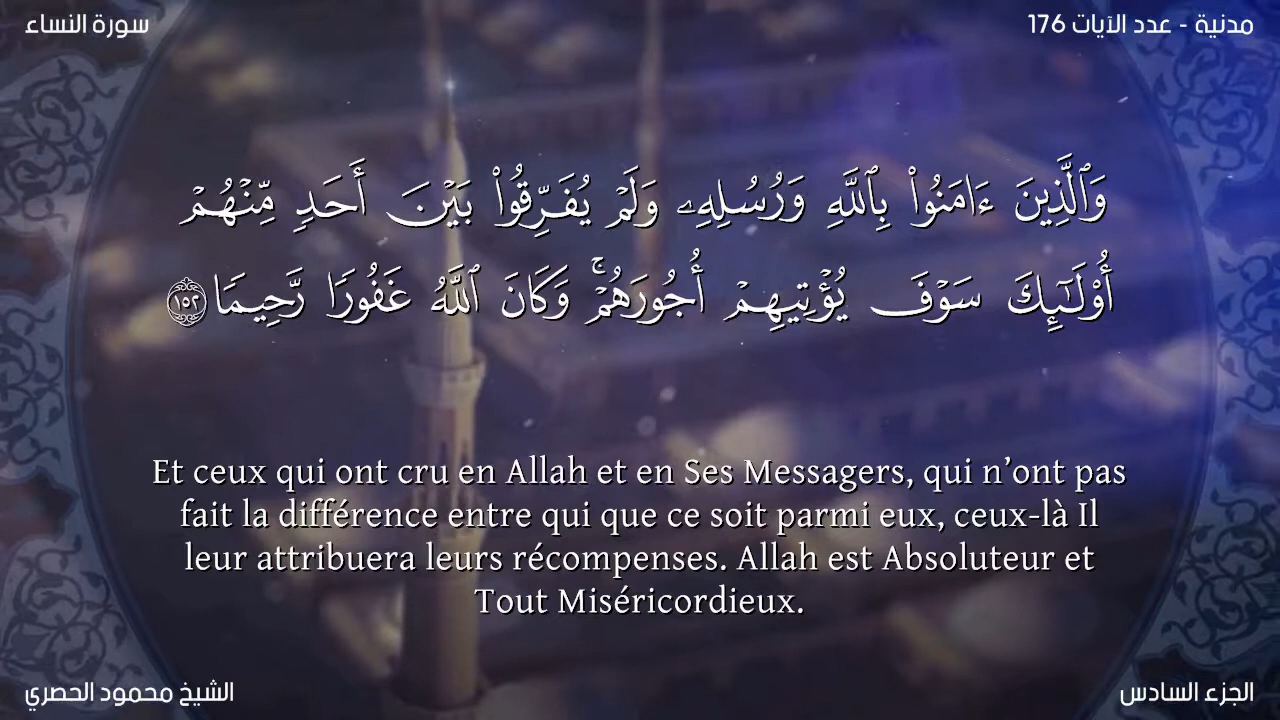 سورة النساء
مدنية - عدد الآيات 176
وَٱلَّذِينَ ءَامَنُوا۟ بِٱللَّهِ وَرُسُلِهِۦ وَلَمْ يُفَرِّقُوا۟ بَيْنَ أَحَدٍ مِّنْهُمْ
أُو۟لَـٰٓئِكَ سَوْفَ يُؤْتِيهِمْ أُجُورَهُمْ ۚ وَكَانَ ٱللَّهُ غَفُورًا رَّحِيمًا ١٥٢
Et ceux qui ont cru en Allah et en Ses Messagers, qui n’ont pas
fait la différence entre qui que ce soit parmi eux, ceux-là Il
leur attribuera leurs récompenses. Allah est Absoluteur et
Tout Miséricordieux.
الشيخ محمود الحصري
الجزء السادس